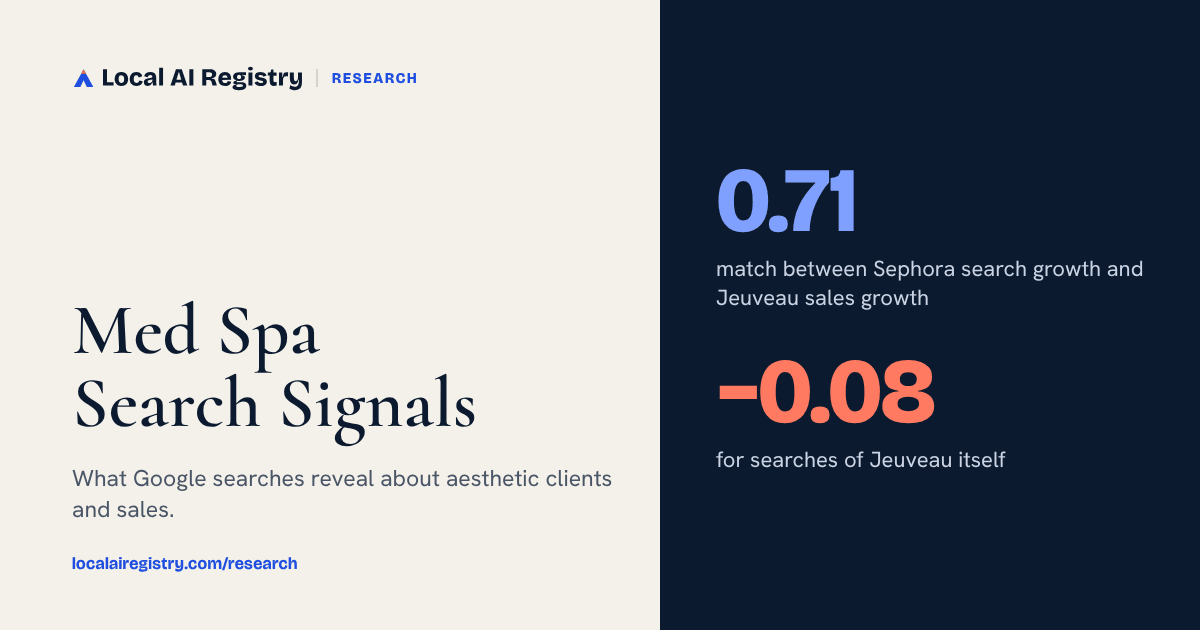 Local AI Registry | RESEARCH
Med Spa
Search Signals
What Google searches reveal about aesthetic clients
and sales.
localairegistry.com/research
0.71
match between Sephora search growth and
Jeuveau sales growth
−0.08
for searches of Jeuveau itself